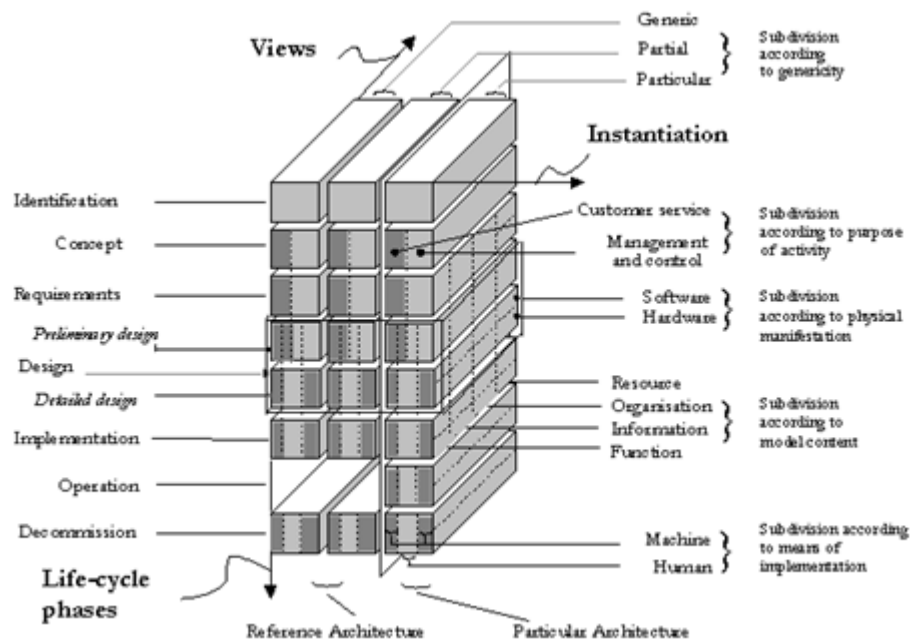 Generic
Views
Partial
Particular
Subdivision
according
to genericity
Instantiation
Identification
Concept
Requirements
Preliminary design
Design
Detailed design
Implementation
Operation
Decommission
Life-cycle
phases
Customer service
Management
and control
Subdivision
according to purpose
of activity
Software
Hardware
Subdivision
according to physical
manifestation
Resource
Organisation
Information
Function
Subdivision
according to
model content
Machine
Human
Subdivision according
to means of
implementation
Reference Architecture
Particular Architecture